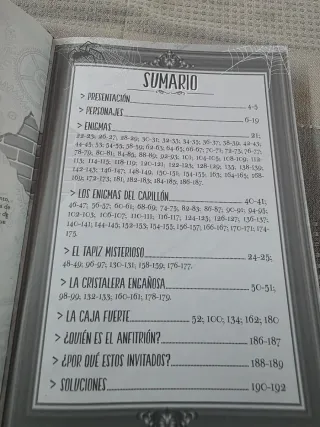 SUMARIO
> PRESENTACIÓN 4-5
> PERSONAJES 6-19
> ENIGMAS 21;
22-23; 26-27; 28-29; 30-31; 32-33; 34-35; 36-37; 38-39; 42-43;
44-45; 53; 54-55; 58-59; 62-63; 64-65; 66-67; 70-71; 72-73; 76-77;
78-79; 80-81; 84-85; 88-89; 92-93; 101; 104-105; 108-109; 112-
113; 114-115; 118-119; 120-121; 122-123; 128-129; 135; 138-139;
142-143; 146-147; 148-149; 150-151; 154-155; 163; 164-165; 168-
169; 172-173; 181; 182-183; 184-185; 186-187.
> LOS ENIGMAS DEL CARILLÓN 40-41;
46-47; 56-57; 60-61; 68-69; 74-75; 82-83; 86-87; 90-91; 94-95;
102-103; 106-107; 110-111; 116-117; 124-125; 126-127; 136-137;
140-141; 144-145; 152-153; 156-157; 166-167; 170-171; 174-
175.
> EL TAPIZ MISTERIOSO 24-25;
48-49; 96-97; 130-131; 158-159; 176-177.
> LA CRISTALERA ENGAÑOSA 50-51;
98-99; 132-133; 160-161; 178-179.
> LA CAJA FUERTE 52; 100; 134; 162; 180
> ¿QUIÉN ES EL ANFITRIÓN? 186-187
> ¿POR QUÉ ESTOS INVITADOS? 188-189
> SOLUCIONES 190-192